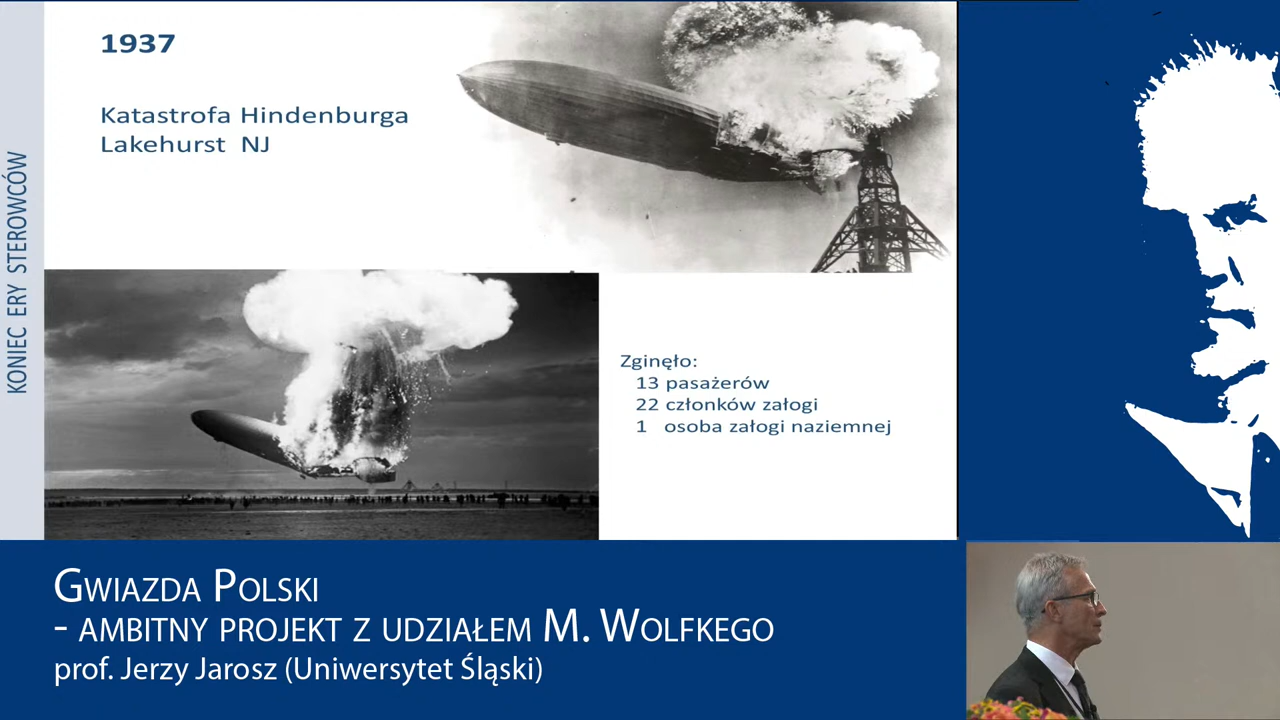 KONIEC ERY STEROWCÓW
1937
Katastrofa Hindenburga
Lakehurst NJ
Zginęło:
13 pasażerów
22 członków załogi
1 osoba załogi naziemnej
GWIAZDA POLSKI
- AMBITNY PROJEKT Z UDZIAŁEM M. WOLFKEGO
prof. Jerzy Jarosz (Uniwersytet Śląski)